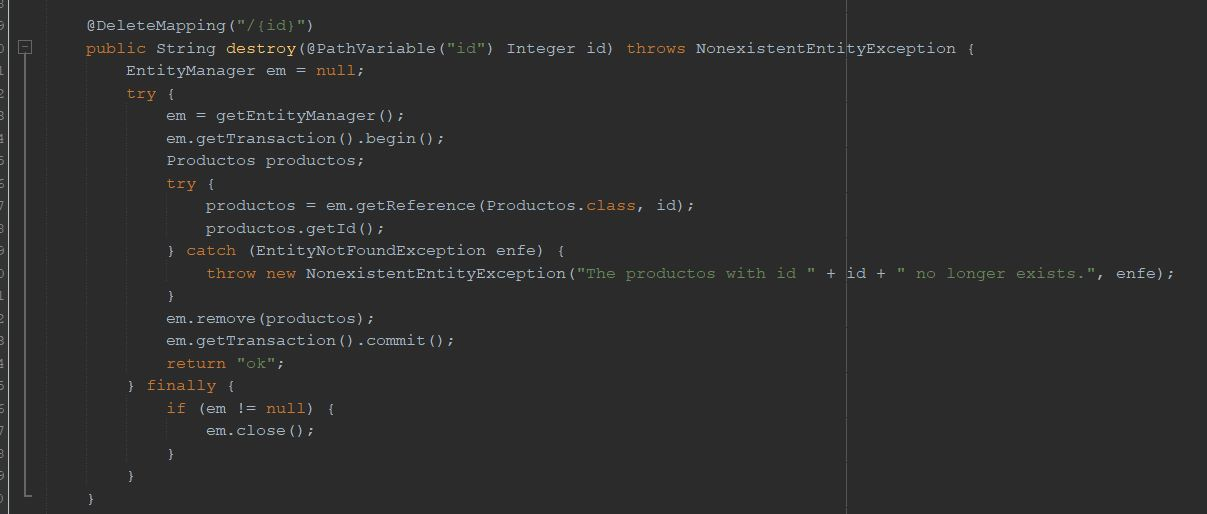 @DeleteMapping("/{id}")
public String destroy(@PathVariable("id") Integer id) throws NonexistentEntityException {
EntityManager em = null;
try {
em = getEntityManager();
em.getTransaction().begin();
Productos productos;
try {
productos = em.getReference(Productos.class, id);
productos.getId();
} catch (EntityNotFoundException enfe) {
throw new NonexistentEntityException("The productos with id " + id + " no longer exists.", enfe);
}
em.remove(productos);
em.getTransaction().commit();
return "ok";
} finally {
if (em != null) {
em.close();
}
}
}